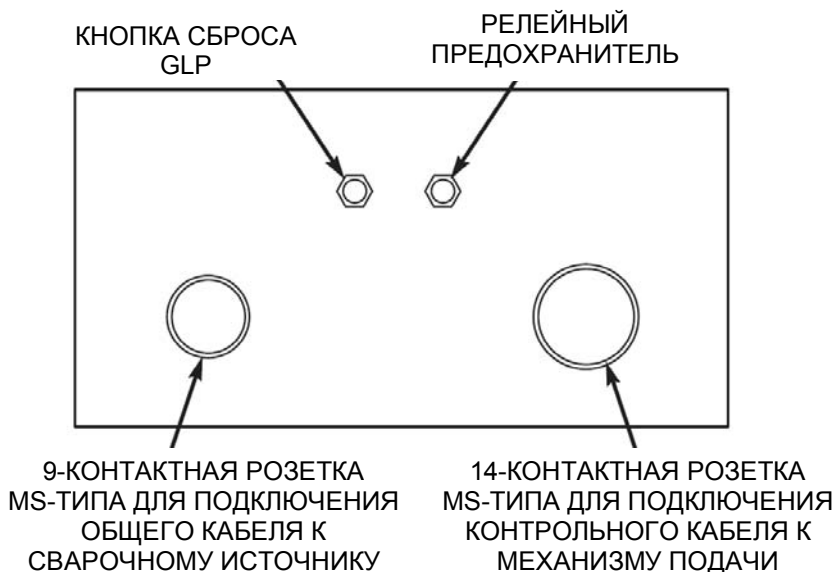 КНОПКА СБРОСА
GLP
РЕЛЕЙНЫЙ
ПРЕДОХРАНИТЕЛЬ
9-КОНТАКТНАЯ РОЗЕТКА
MS-ТИПА ДЛЯ ПОДКЛЮЧЕНИЯ
ОБЩЕГО КАБЕЛЯ К
СВАРОЧНОМУ ИСТОЧНИКУ
14-КОНТАКТНАЯ РОЗЕТКА
MS-ТИПА ДЛЯ ПОДКЛЮЧЕНИЯ
КОНТРОЛЬНОГО КАБЕЛЯ К
МЕХАНИЗМУ ПОДАЧИ